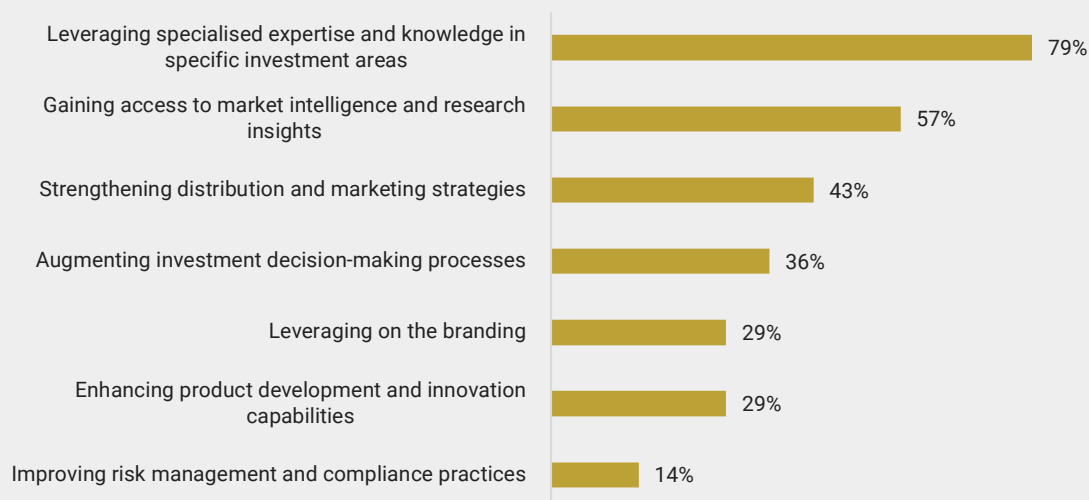 Leveraging specialised expertise and knowledge in
specific investment areas
79%
Gaining access to market intelligence and research
insights
57%
Strengthening distribution and marketing strategies
43%
Augmenting investment decision-making processes
36%
Leveraging on the branding
29%
Enhancing product development and innovation
capabilities
29%
Improving risk management and compliance practices
14%